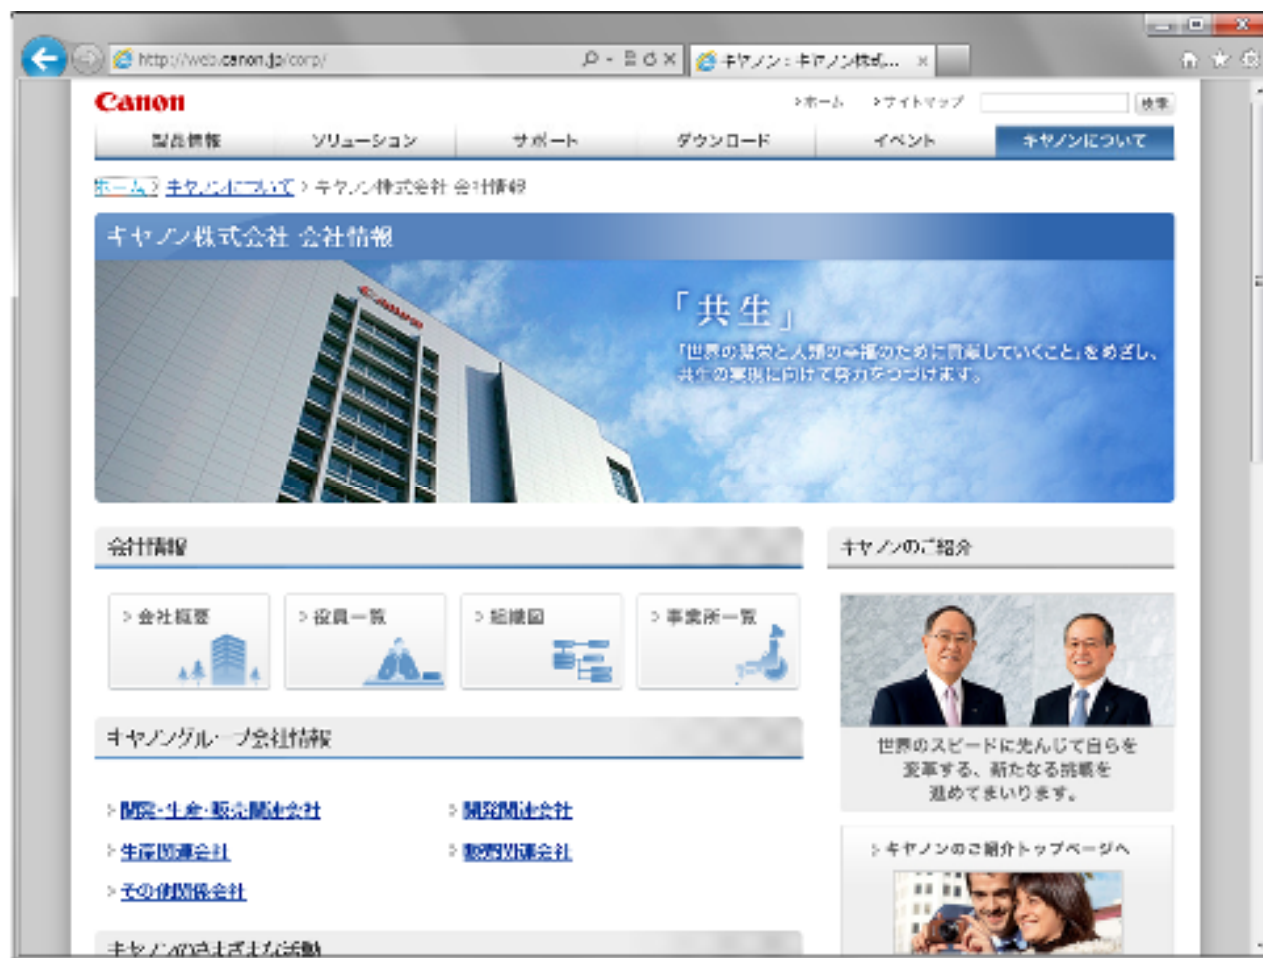 http://web.canon.jp/corp/
キヤノン：キヤノン株式...
Canon
>ホーム >サイトマップ 検索
製品情報 ソリューション サポート ダウンロード イベント キヤノンについて
ホーム > キヤノンについて > キヤノン株式会社 会社情報
キヤノン株式会社 会社情報
Canon
「共生」
「世界の繁栄と人類の幸福のために貢献していくこと」をめざし、
共生の実現に向けて努力をつづけます。
会社情報
キヤノンのご紹介
>会社概要 >役員一覧 >組織図 >事業所一覧
キヤノングループ会社情報
世界のスピードに先んじて自らを
変革する、新たなる挑戦を
進めてまいります。
>開発・生産・販売関連会社 >開発関連会社
>生産関連会社 >販売関連会社
>キヤノンのご紹介トップページへ
>その他関係会社
キヤノンのさまざまな活動